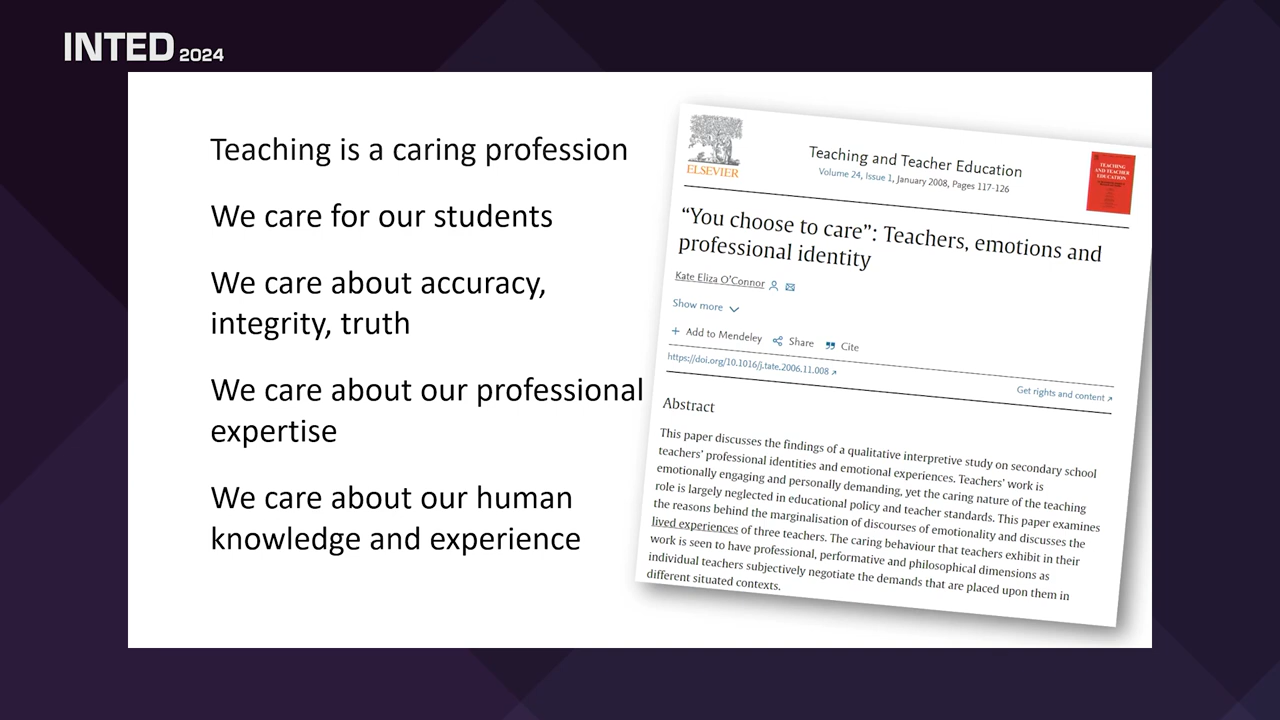 INTED 2024
Teaching is a caring profession
We care for our students
We care about accuracy,
integrity, truth
We care about our professional
expertise
We care about our human
knowledge and experience
ELSEVIER
Teaching and Teacher Education
Volume 24, Issue 1, January 2008, Pages 117-126
TEACHING
AND TEACHER
EDUCATION
“You choose to care”: Teachers, emotions and
professional identity
Kate Eliza O’Connor
Show more
+ Add to Mendeley Share Cite
https://doi.org/10.1016/j.tate.2006.11.008 ↗
Get rights and content ↗
Abstract
This paper discusses the findings of a qualitative interpretive study on secondary school
teachers’ professional identities and emotional experiences. Teachers’ work is
emotionally engaging and personally demanding, yet the caring nature of the teaching
role is largely neglected in educational policy and teacher standards. This paper examines
the reasons behind the marginalisation of discourses of emotionality and discusses the
lived experiences of three teachers. The caring behaviour that teachers exhibit in their
work is seen to have professional, performative and philosophical dimensions as
individual teachers subjectively negotiate the demands that are placed upon them in
different situated contexts.